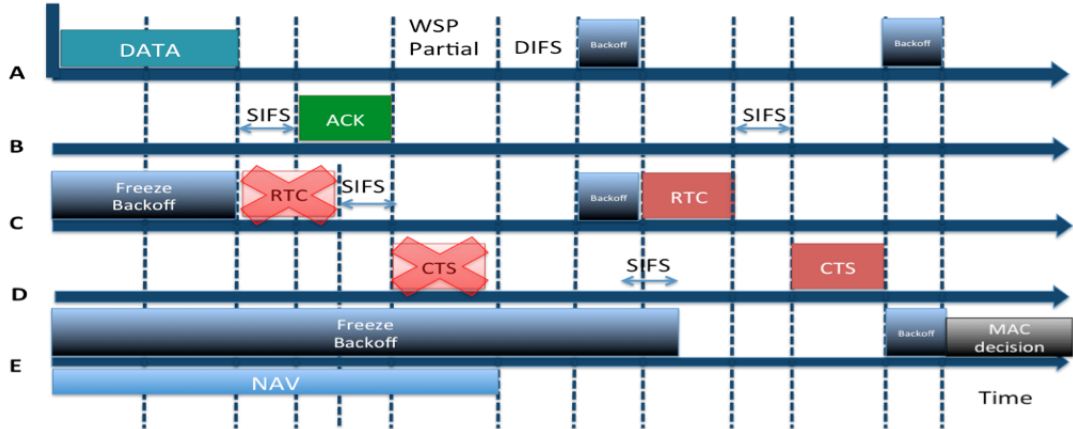 WSP
Partial
DIFS
DATA
Backoff
Backoff
A
SIFS
ACK
SIFS
B
Freeze
Backoff
RTC
SIFS
Backoff
RTC
C
CTS
SIFS
CTS
D
Freeze
Backoff
Backoff
MAC
decision
E
NAV
Time